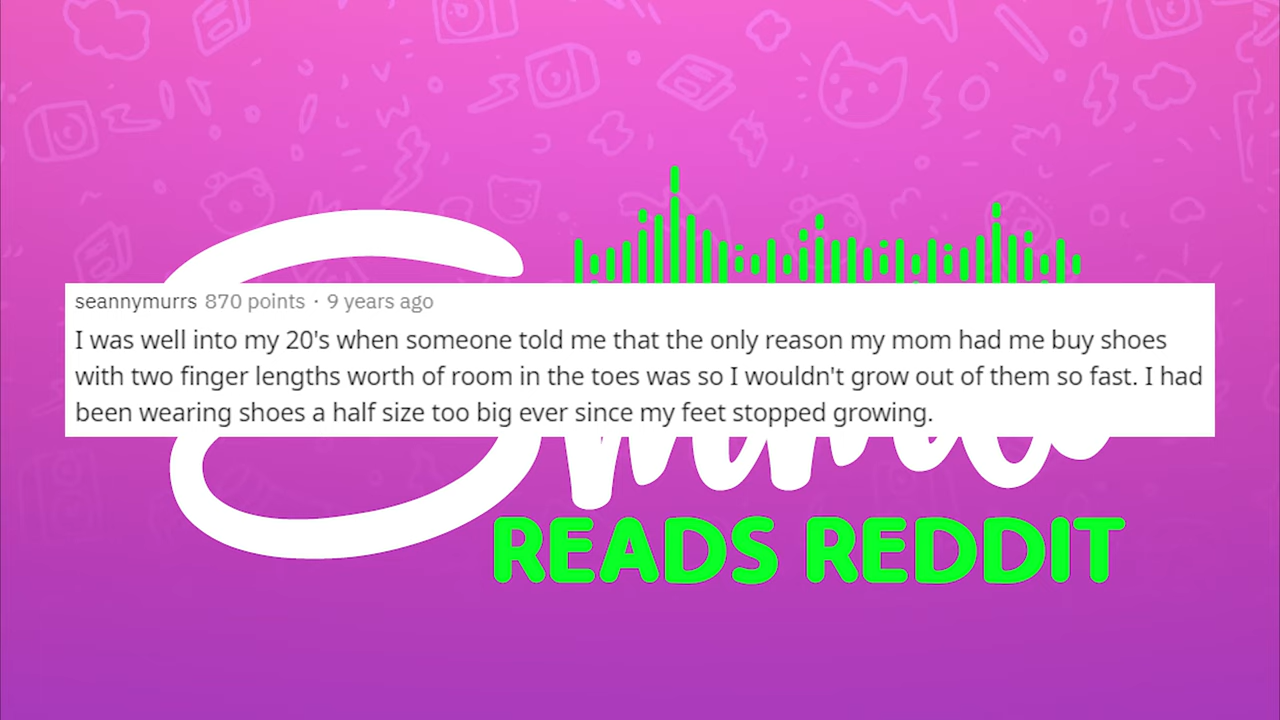 seannymurrs 870 points · 9 years ago
I was well into my 20's when someone told me that the only reason my mom had me buy shoes
with two finger lengths worth of room in the toes was so I wouldn't grow out of them so fast. I had
been wearing shoes a half size too big ever since my feet stopped growing.
READS REDDIT